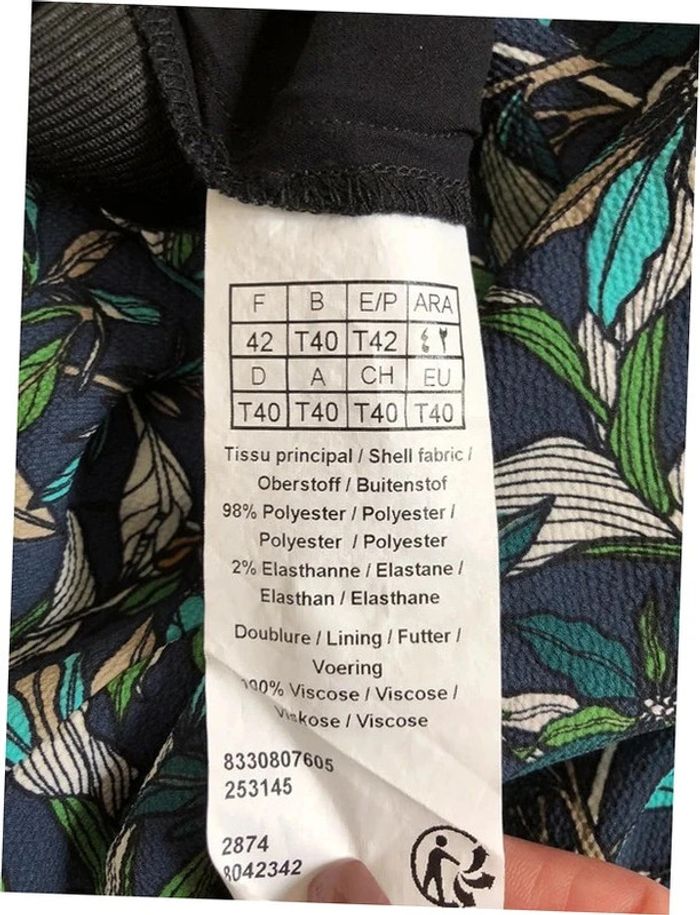 F B E/P ARA
42 T40 T42 ٤٢
D A CH EU
T40 T40 T40 T40
Tissu principal / Shell fabric /
Oberstoff / Buitenstof
98% Polyester / Polyester /
Polyester / Polyester
2% Elasthanne / Elastane /
Elasthan / Elasthane
Doublure / Lining / Futter /
Voering
100% Viscose / Viscose /
Viskose / Viscose
8330807605
253145
2874
8042342